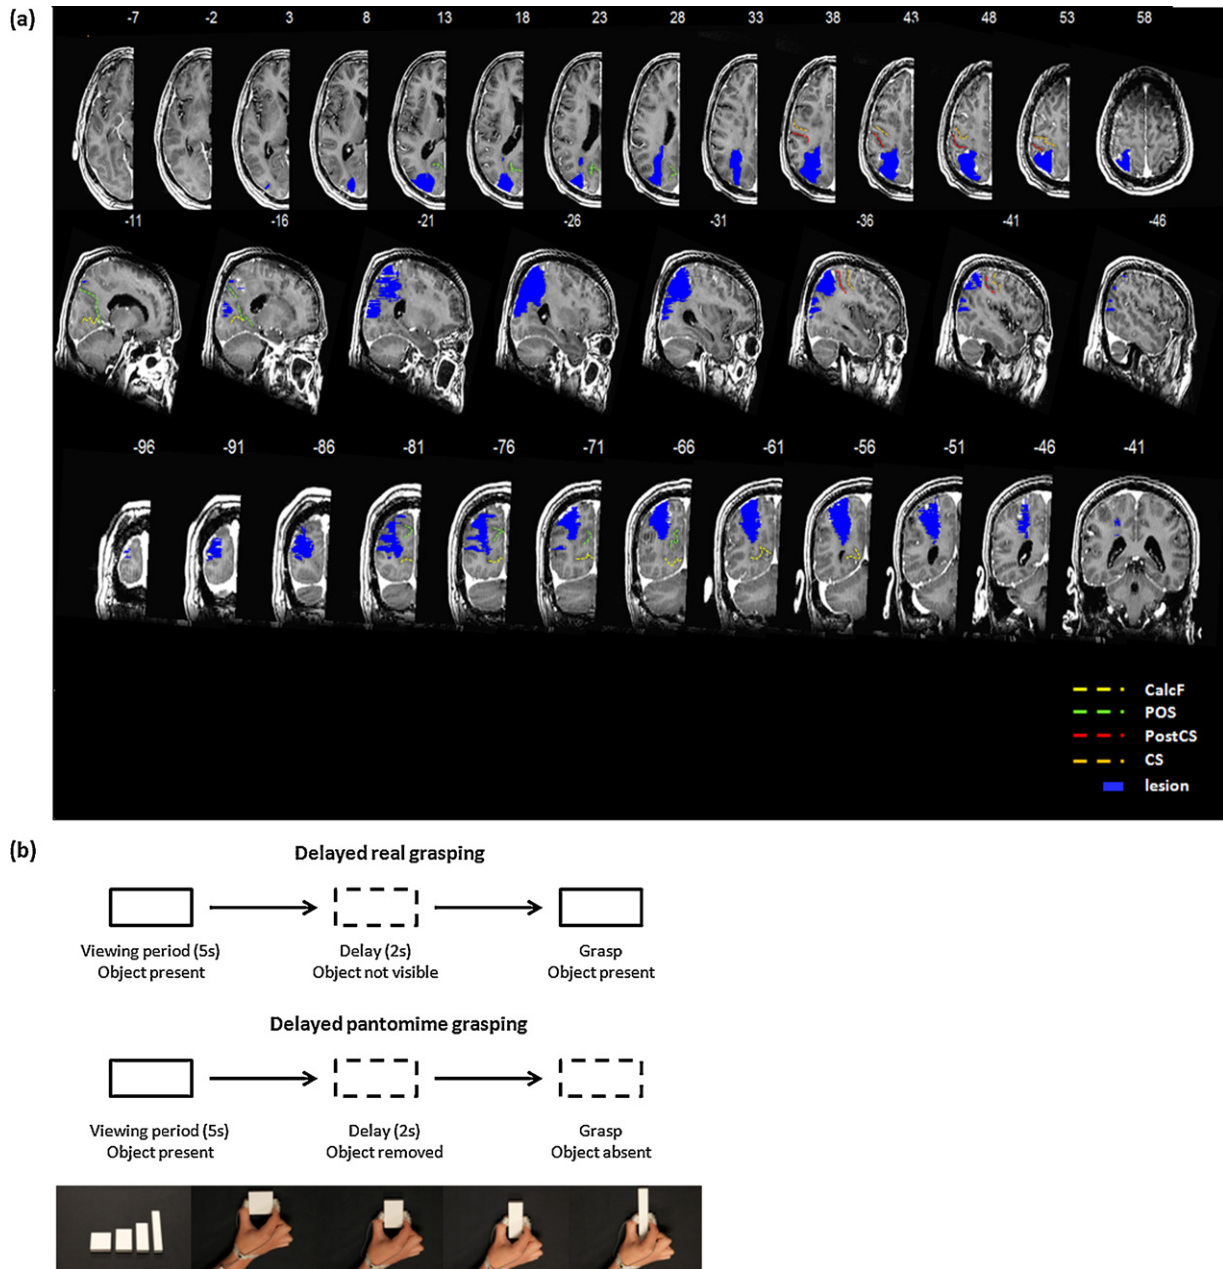 (a)
-7 -2 3 8 13 18 23 28 33 38 43 48 53 58
-11 -16 -21 -26 -31 -36 -41 -46
-96 -91 -86 -81 -76 -71 -66 -61 -56 -51 -46 -41
CalcF
POS
PostCS
CS
lesion
(b)
Delayed real grasping
Viewing period (5s) Delay (2s) Grasp
Object present Object not visible Object present
Delayed pantomime grasping
Viewing period (5s) Delay (2s) Grasp
Object present Object removed Object absent